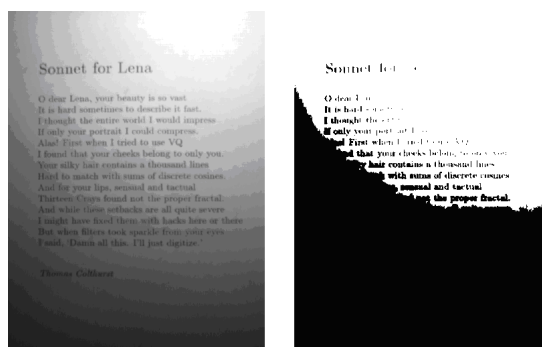 Sonnet for Lena
O dear Lena, your beauty is so vast
It is hard sometimes to describe it fast.
I thought the entire world I would impress
If only your portrait I could compress.
Alas! First when I tried to use VQ
I found that your cheeks belong to only you.
Your silky hair contains a thousand lines
Hard to match with sums of discrete cosines.
And for your lips, sensual and tactual
Thirteen Crays found not the proper fractal.
And while these setbacks are all quite severe
I might have fixed them with hacks here or there
But when filters took sparkle from your eyes
I said, 'Damn all this. I'll just digitize.'
Thomas Colthurst
Sonnet for
O dear
It is hard
I thought the
If only your
First when I tried
that your cheeks belong
hair contains a thousand lines
with sums of discrete cosines
sensual and tactual
not the proper fractal.